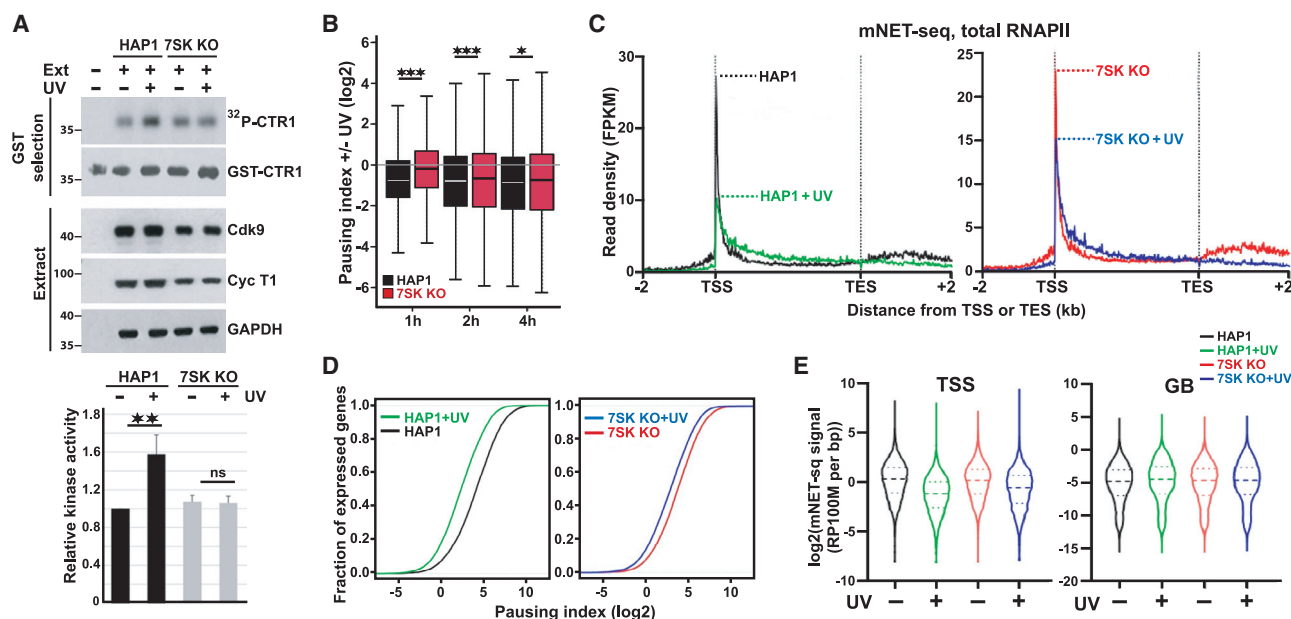 A
HAP1 7SK KO
Ext − + + + +
UV − − + − +
GST selection
35
32P-CTR1
35
GST-CTR1
Extract
40
Cdk9
100
Cyc T1
40
35
GAPDH
HAP1 7SK KO
− + − + UV
Relative kinase activity
1.8
1.4
1.2
0.8
0.4
0
**
ns
B
Pausing index +/- UV (log2)
6
4
2
0
-2
-4
-6
*** *** *
HAP1
7SK KO
1h 2h 4h
C
mNET-seq, total RNAPII
Read density (FPKM)
30
20
10
0
HAP1
HAP1 + UV
-2 TSS TES +2
25
20
15
10
5
0
7SK KO
7SK KO + UV
-2 TSS TES +2
Distance from TSS or TES (kb)
D
Fraction of expressed genes
1.0
0.8
0.6
0.4
0.2
0.0
HAP1+UV
HAP1
-5 0 5 10
7SK KO+UV
7SK KO
-5 0 5 10
Pausing index (log2)
E
HAP1
HAP1+UV
7SK KO
7SK KO+UV
TSS
GB
log2(mNET-seq signal
(RP100M per bp))
10
5
0
-5
-10
10
5
0
-5
-10
-15
-20
UV − + − +
UV − + − +